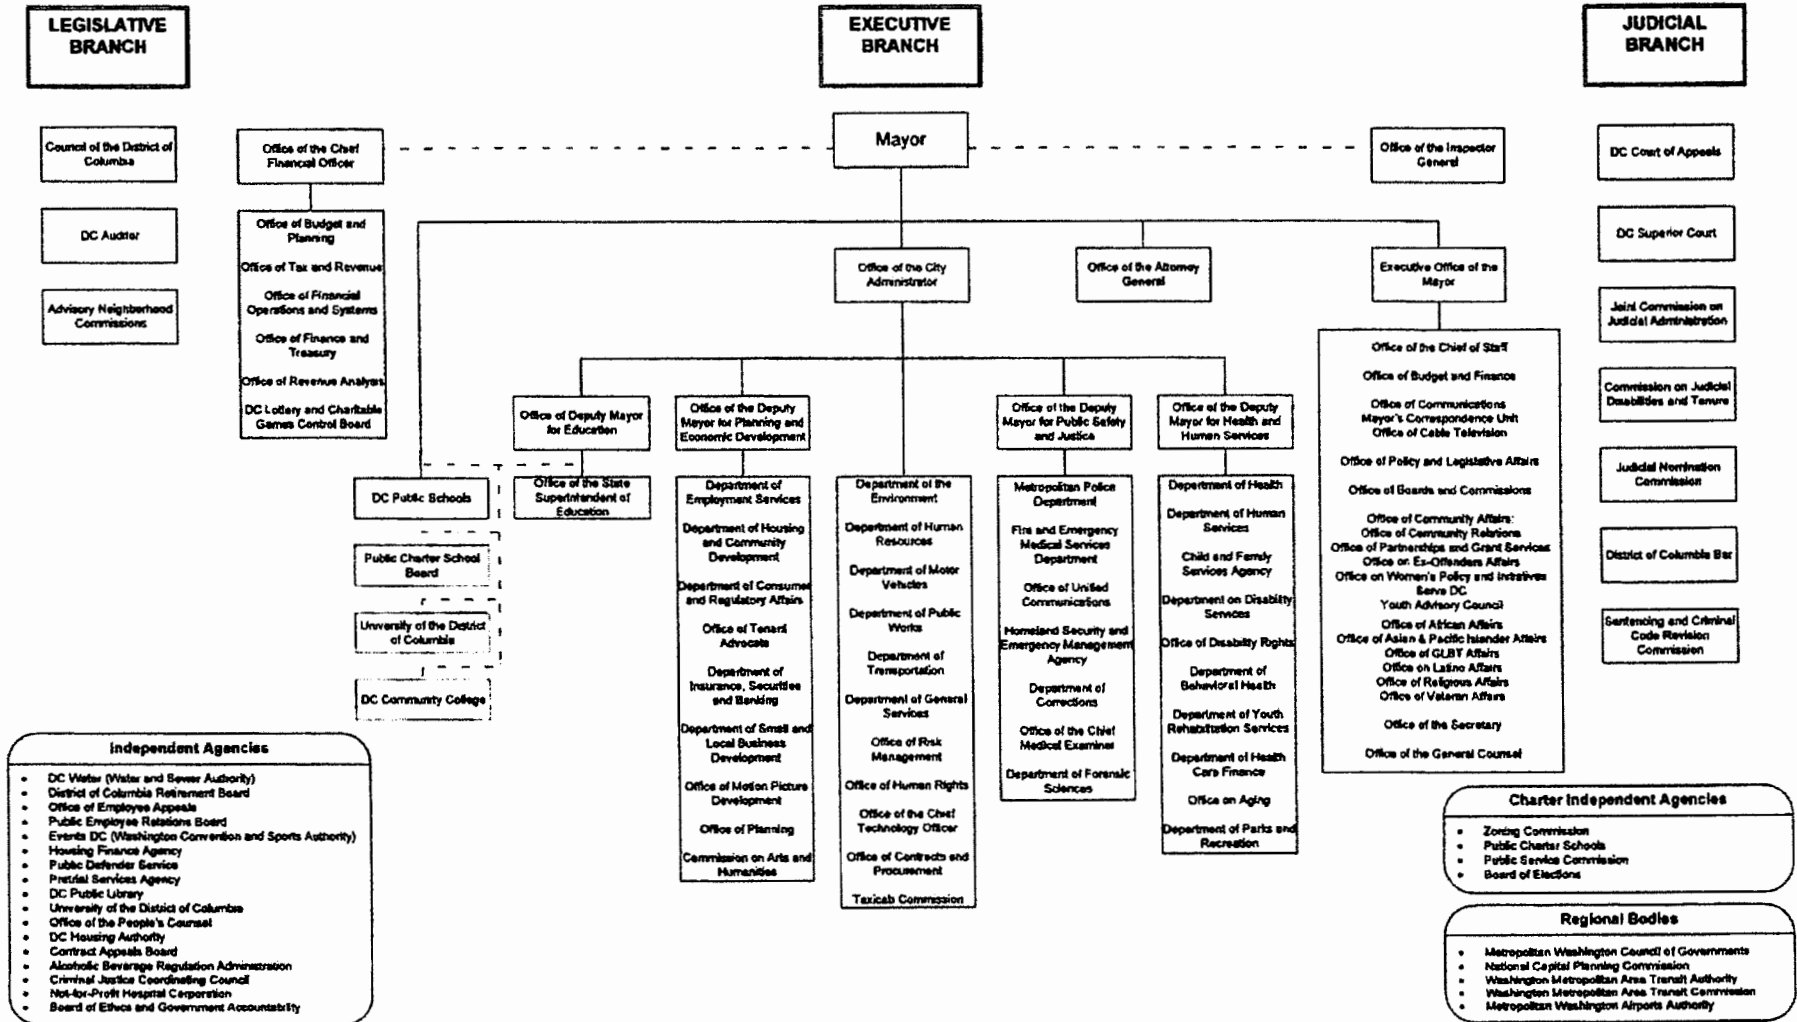 LEGISLATIVE
BRANCH
EXECUTIVE
BRANCH
JUDICIAL
BRANCH
Council of the District of
Columbia
DC Auditor
Advisory Neighborhood
Commissions
Office of the Chief
Financial Officer
Office of Budget and
Planning
Office of Tax and Revenue
Office of Financial
Operations and Systems
Office of Finance and
Treasury
Office of Revenue Analysis
DC Lottery and Charitable
Games Control Board
Mayor
Office of the Inspector
General
Office of the City
Administrator
Office of the Attorney
General
Executive Office of the
Mayor
DC Public Schools
Public Charter School
Board
University of the District
of Columbia
DC Community College
Office of Deputy Mayor
for Education
Office of the State
Superintendent of
Education
Office of the Deputy
Mayor for Planning and
Economic Development
Department of
Employment Services
Department of Housing
and Community
Development
Department of Consumer
and Regulatory Affairs
Office of Tenant
Advocate
Department of
Insurance, Securities
and Banking
Department of Small and
Local Business
Development
Office of Motion Picture
Development
Office of Planning
Commission on Arts and
Humanities
Department of the
Environment
Department of Human
Resources
Department of Motor
Vehicles
Department of Public
Works
Department of
Transportation
Department of General
Services
Office of Risk
Management
Office of Human Rights
Office of the Chief
Technology Officer
Office of Contracts and
Procurement
Taxicab Commission
Office of the Deputy
Mayor for Public Safety
and Justice
Metropolitan Police
Department
Fire and Emergency
Medical Services
Department
Office of Unified
Communications
Homeland Security and
Emergency Management
Agency
Department of
Corrections
Office of the Chief
Medical Examiner
Department of Forensic
Sciences
Office of the Deputy
Mayor for Health and
Human Services
Department of Health
Department of Human
Services
Child and Family
Services Agency
Department on Disability
Services
Office of Disability Rights
Department of
Behavioral Health
Department of Youth
Rehabilitation Services
Department of Health
Care Finance
Office on Aging
Department of Parks and
Recreation
Office of the Chief of Staff
Office of Budget and Finance
Office of Communications
Mayor's Correspondence Unit
Office of Cable Television
Office of Policy and Legislative Affairs
Office of Boards and Commissions
Office of Community Affairs:
Office of Community Relations
Office of Partnerships and Grant Services
Office on Ex-Offenders Affairs
Office on Women's Policy and Initiatives
Serve DC
Youth Advisory Council
Office of African Affairs
Office of Asian & Pacific Islander Affairs
Office of GLBT Affairs
Office on Latino Affairs
Office of Religious Affairs
Office of Veteran Affairs
Office of the Secretary
Office of the General Counsel
DC Court of Appeals
DC Superior Court
Joint Commission on
Judicial Administration
Commission on Judicial
Disabilities and Tenure
Judicial Nomination
Commission
District of Columbia Bar
Sentencing and Criminal
Code Revision
Commission
Independent Agencies
• DC Water (Water and Sewer Authority)
• District of Columbia Retirement Board
• Office of Employee Appeals
• Public Employee Relations Board
• Events DC (Washington Convention and Sports Authority)
• Housing Finance Agency
• Public Defender Service
• Pretrial Services Agency
• DC Public Library
• University of the District of Columbia
• Office of the People's Counsel
• DC Housing Authority
• Contract Appeals Board
• Alcoholic Beverage Regulation Administration
• Criminal Justice Coordinating Council
• Not-for-Profit Hospital Corporation
• Board of Ethics and Government Accountability
Charter Independent Agencies
• Zoning Commission
• Public Charter Schools
• Public Service Commission
• Board of Elections
Regional Bodies
• Metropolitan Washington Council of Governments
• National Capital Planning Commission
• Washington Metropolitan Area Transit Authority
• Washington Metropolitan Area Transit Commission
• Metropolitan Washington Airports Authority